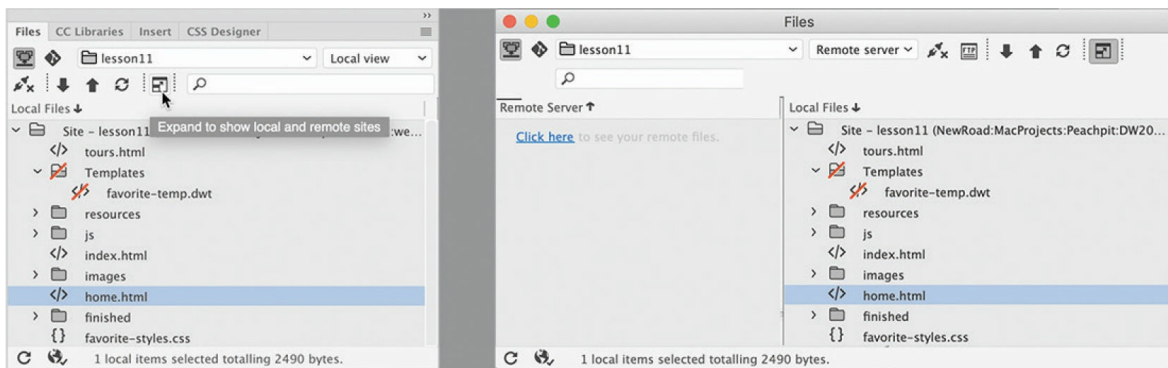 Files CC Libraries Insert CSS Designer
lesson11 Local view
Local Files
Expand to show local and remote sites
Site – lesson11 :we...
tours.html
Templates
favorite-temp.dwt
resources
js
index.html
images
home.html
finished
favorite-styles.css
1 local items selected totalling 2490 bytes.
Files
lesson11 Remote server FTP
Remote Server
Click here to see your remote files.
Local Files
Site – lesson11 (NewRoad:MacProjects:Peachpit:DW20...
tours.html
Templates
favorite-temp.dwt
resources
js
index.html
images
home.html
finished
favorite-styles.css
1 local items selected totalling 2490 bytes.